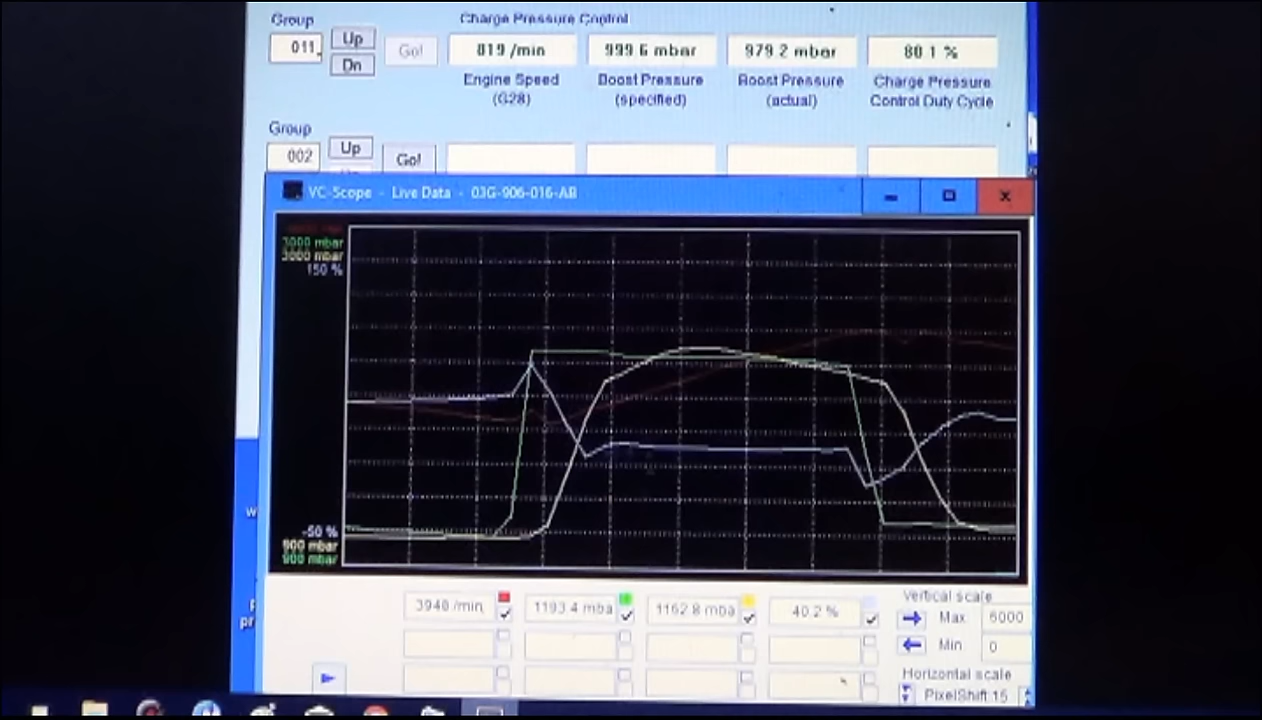 Group
Charge Pressure Control
011
Up
Go!
819 /min
999.6 mbar
979.2 mbar
80.1 %
Dn
Engine Speed
(G28)
Boost Pressure
(specified)
Boost Pressure
(actual)
Charge Pressure
Control Duty Cycle
Group
002
Up
Go!
VC-Scope - Live Data - 03G-906-016-AB
3000 mbar
3000 mbar
150 %
-50 %
900 mbar
900 mbar
3940 /min
1193.4 mba
1162.8 mba
40.2 %
Vertical scale
Max 6000
Min 0
Horizontal scale
PixelShift 15